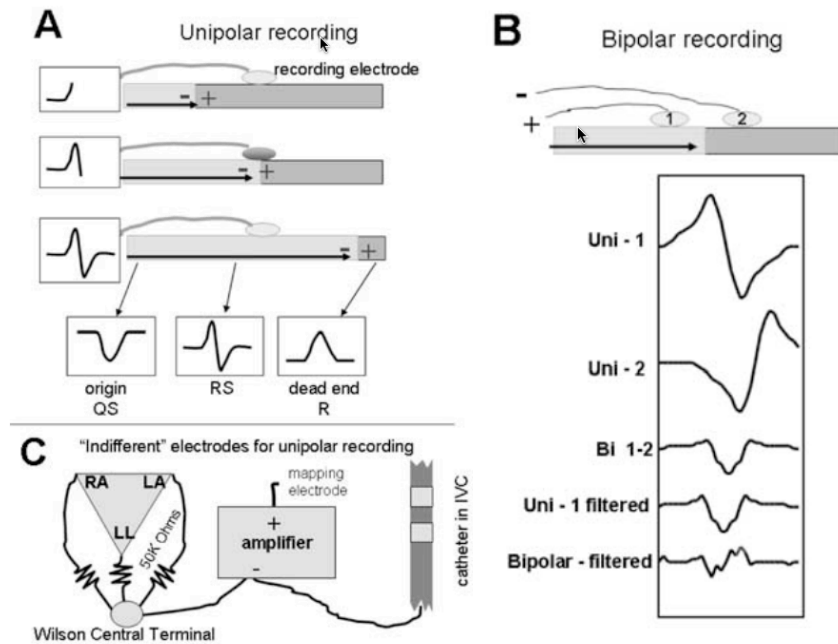 A
Unipolar recording
recording electrode
- +
- +
- +
origin
QS
RS
dead end
R
B
Bipolar recording
-
+
1 2
Uni - 1
Uni - 2
Bi 1-2
Uni - 1 filtered
Bipolar - filtered
C
"Indifferent" electrodes for unipolar recording
RA LA
LL
50K Ohms
Wilson Central Terminal
mapping
electrode
+
amplifier
-
catheter in IVC